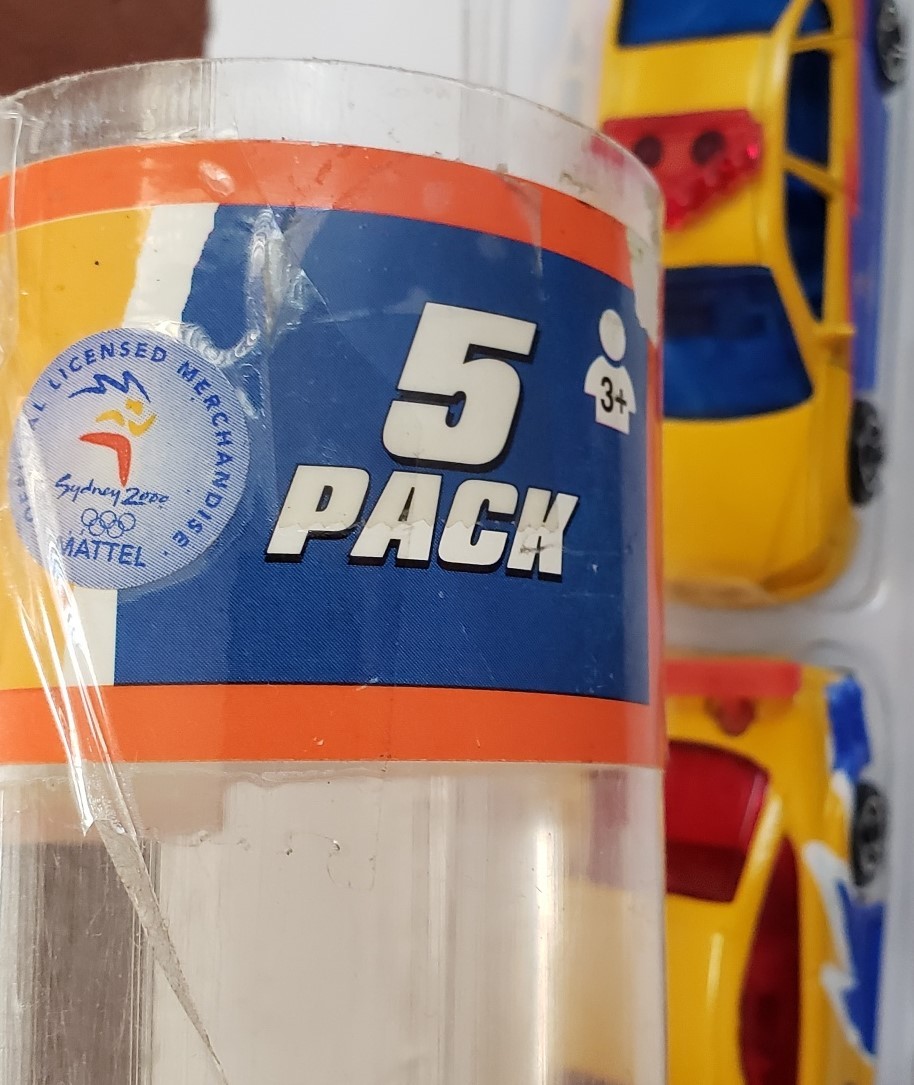 5
PACK
3+
LICENSED MERCHANDISE
Sydney 2000
MATTEL